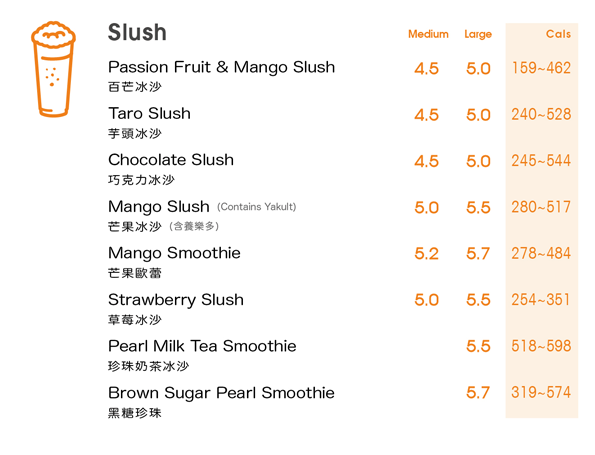 Slush Medium Large Cals
Passion Fruit & Mango Slush 4.5 5.0 159~462
百芒冰沙
Taro Slush 4.5 5.0 240~528
芋頭冰沙
Chocolate Slush 4.5 5.0 245~544
巧克力冰沙
Mango Slush (Contains Yakult) 5.0 5.5 280~517
芒果冰沙 (含養樂多)
Mango Smoothie 5.2 5.7 278~484
芒果歐蕾
Strawberry Slush 5.0 5.5 254~351
草莓冰沙
Pearl Milk Tea Smoothie 5.5 518~598
珍珠奶茶冰沙
Brown Sugar Pearl Smoothie 5.7 319~574
黑糖珍珠